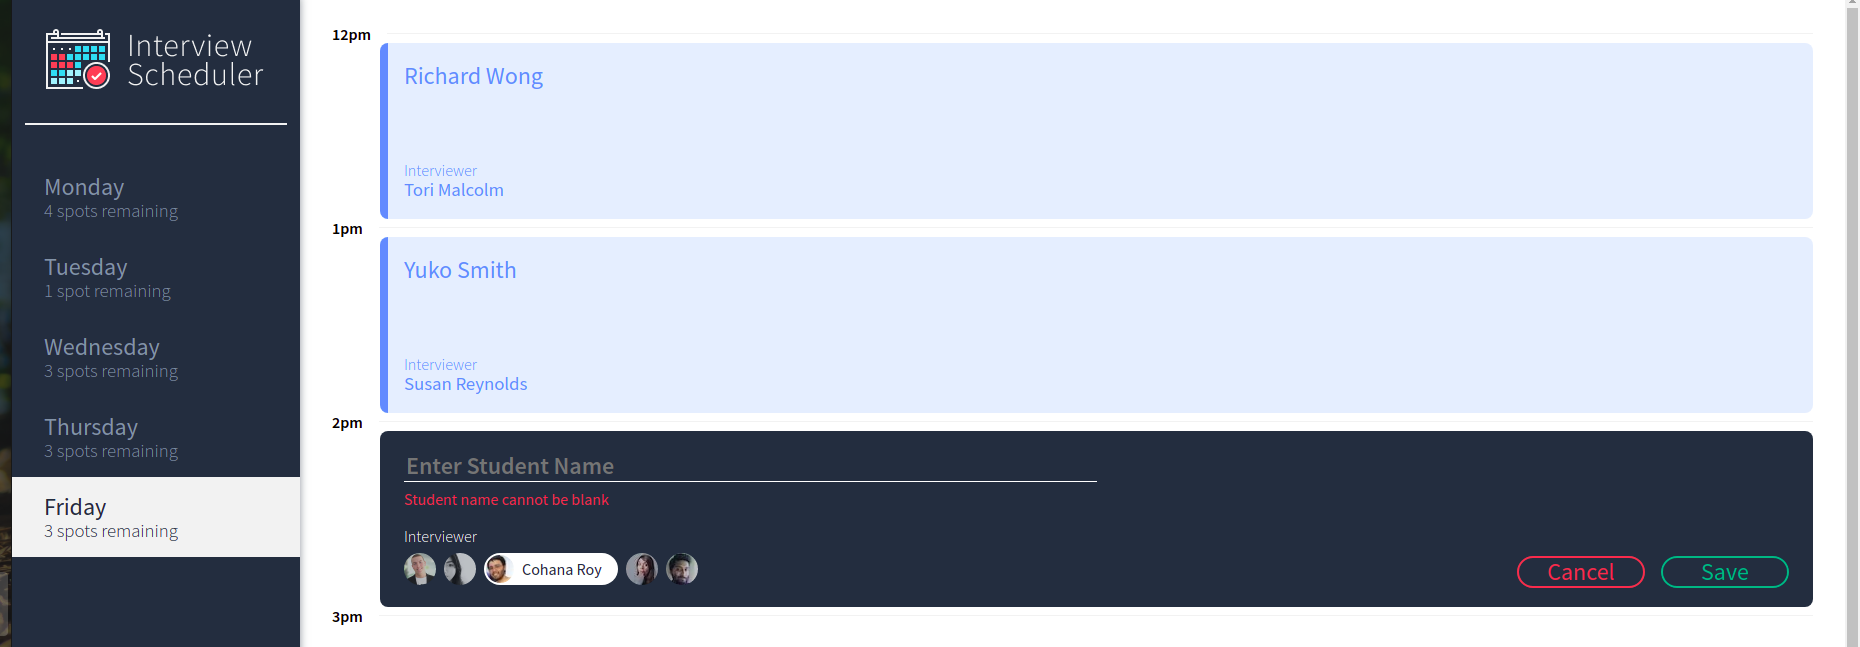 Interview
Scheduler
Monday
4 spots remaining
Tuesday
1 spot remaining
Wednesday
3 spots remaining
Thursday
3 spots remaining
Friday
3 spots remaining
12pm
Richard Wong
Interviewer
Tori Malcolm
1pm
Yuko Smith
Interviewer
Susan Reynolds
2pm
Enter Student Name
Student name cannot be blank
Interviewer
Cohana Roy
Cancel
Save
3pm